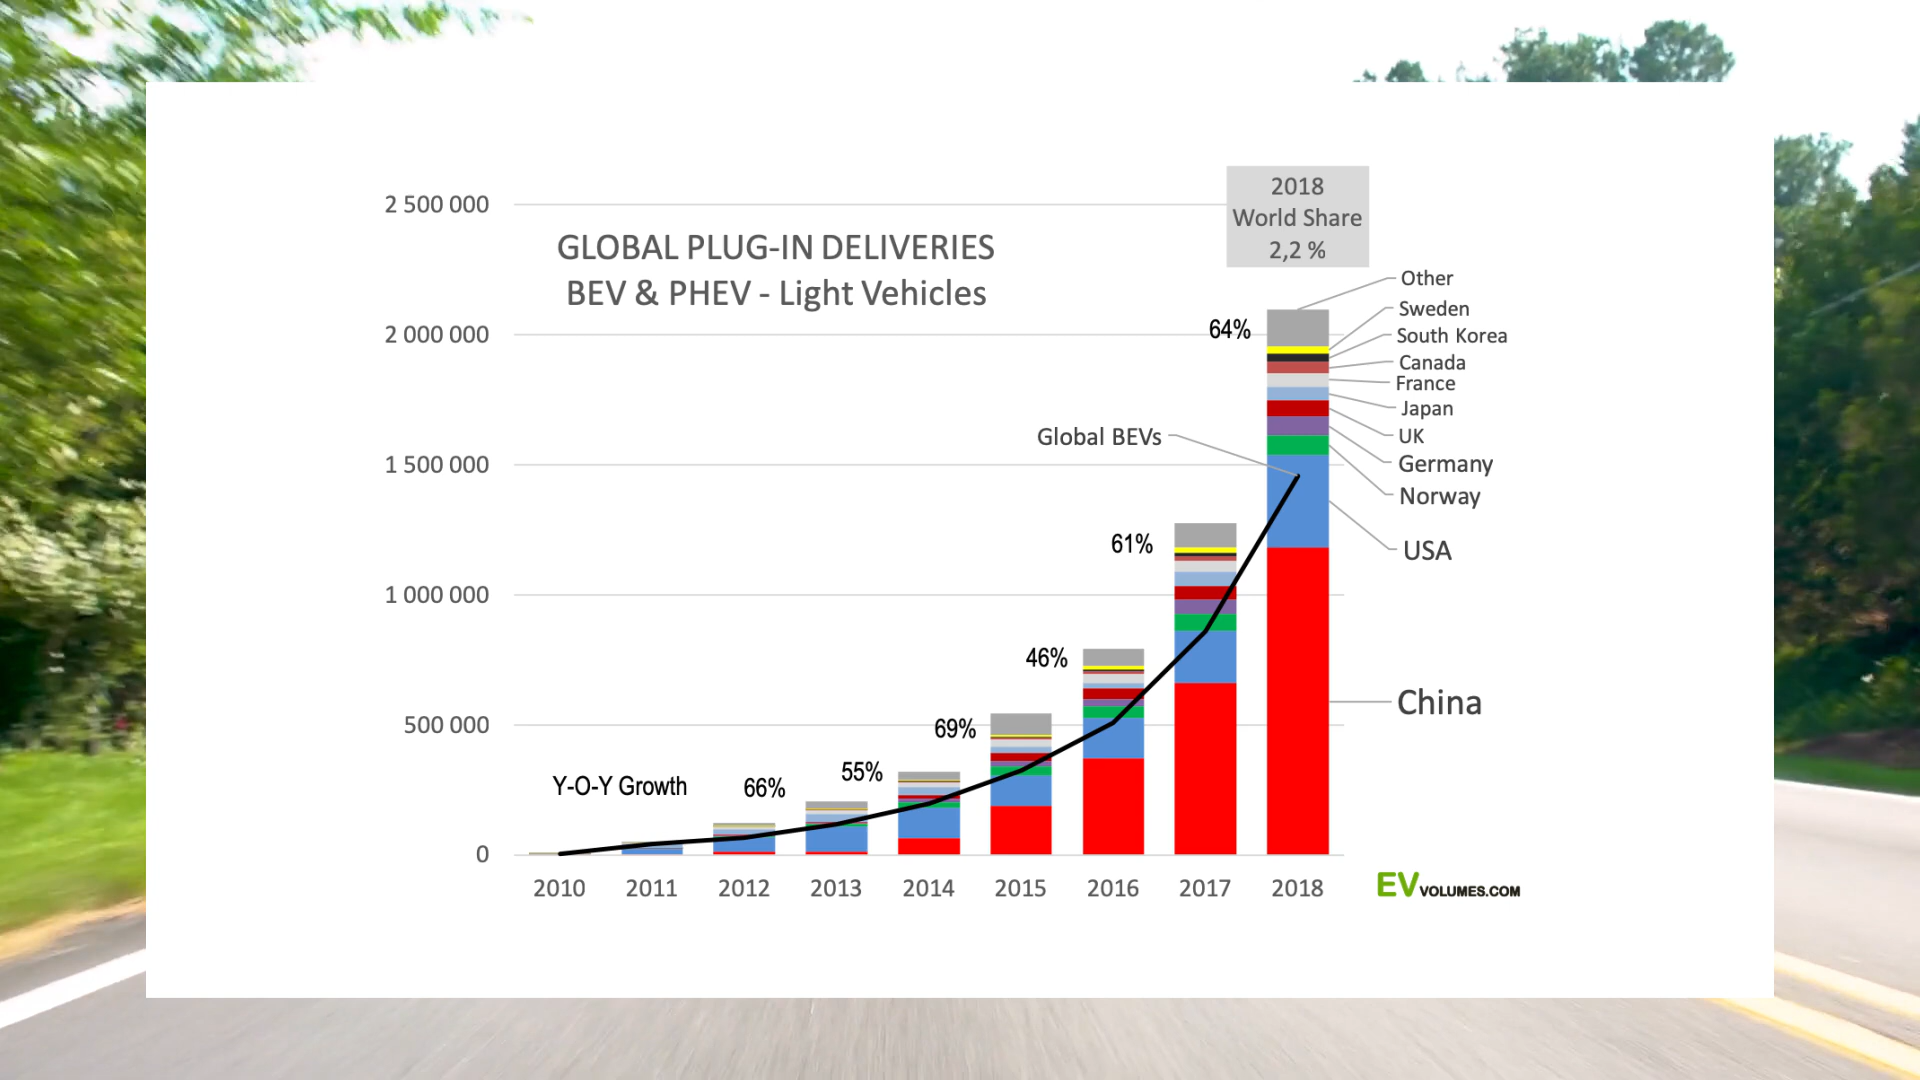 2018
World Share
2,2 %
2 500 000
GLOBAL PLUG-IN DELIVERIES
BEV & PHEV - Light Vehicles
Other
Sweden
64%
2 000 000
South Korea
Canada
France
Japan
Global BEVs
UK
1 500 000
Germany
Norway
61%
USA
1 000 000
46%
China
500 000
69%
55%
Y-O-Y Growth
66%
0
2010 2011 2012 2013 2014 2015 2016 2017 2018
EVVOLUMES.COM